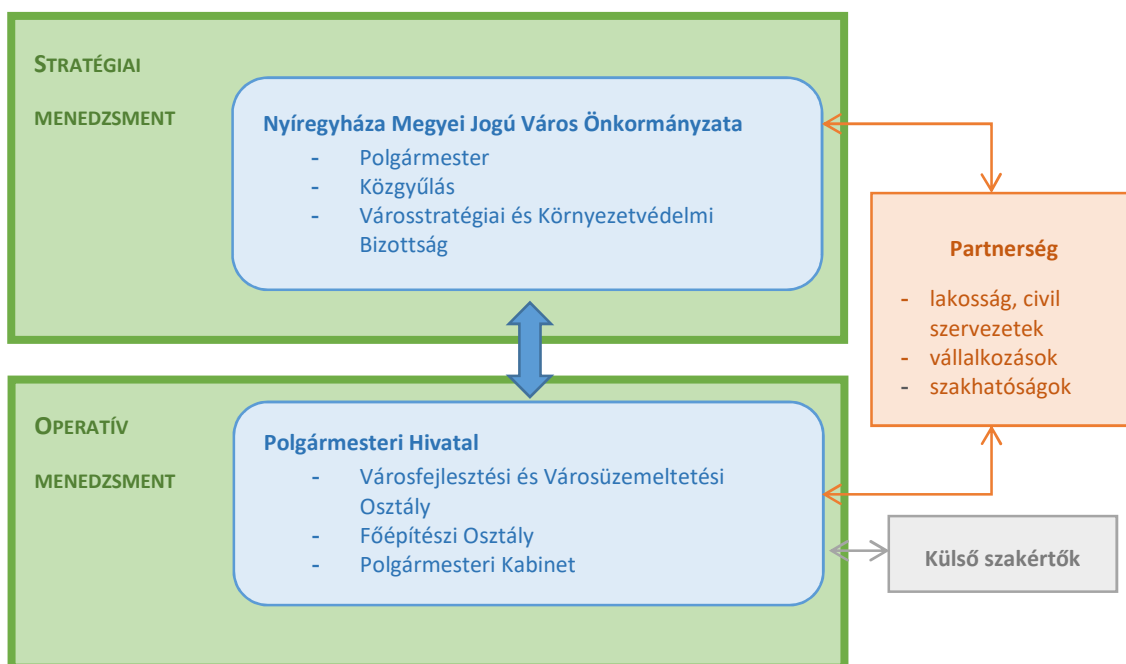 STRATÉGIAI
MENEDZSMENT
Nyíregyháza Megyei Jogú Város Önkormányzata
- Polgármester
- Közgyűlés
- Városstratégiai és Környezetvédelmi
Bizottság
Partnerség
- lakosság, civil
szervezetek
- vállalkozások
- szakhatóságok
OPERATÍV
MENEDZSMENT
Polgármesteri Hivatal
- Városfejlesztési és Városüzemeltetési
Osztály
- Főépítészi Osztály
- Polgármesteri Kabinet
Külső szakértők